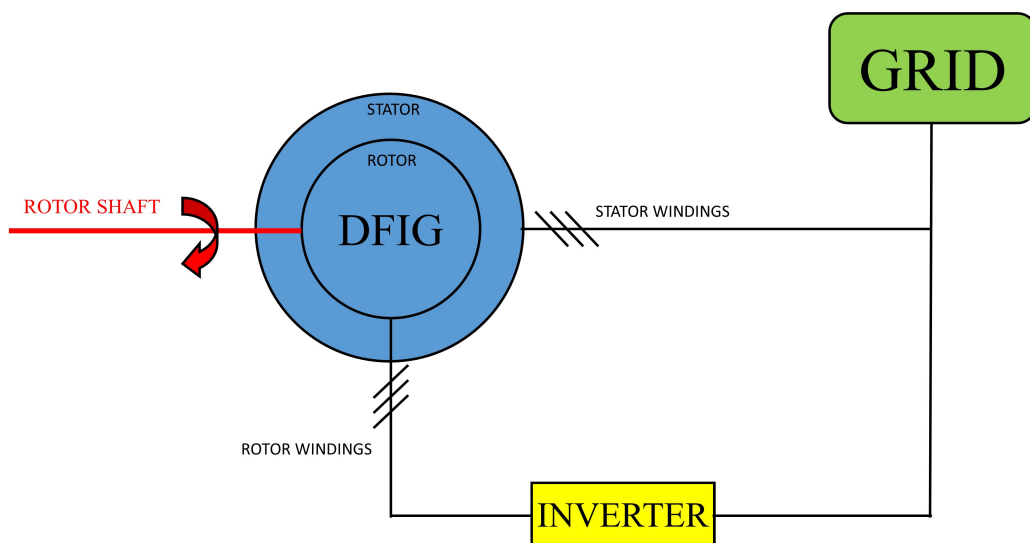 GRID
STATOR
ROTOR
ROTOR SHAFT
STATOR WINDINGS
DFIG
ROTOR WINDINGS
INVERTER